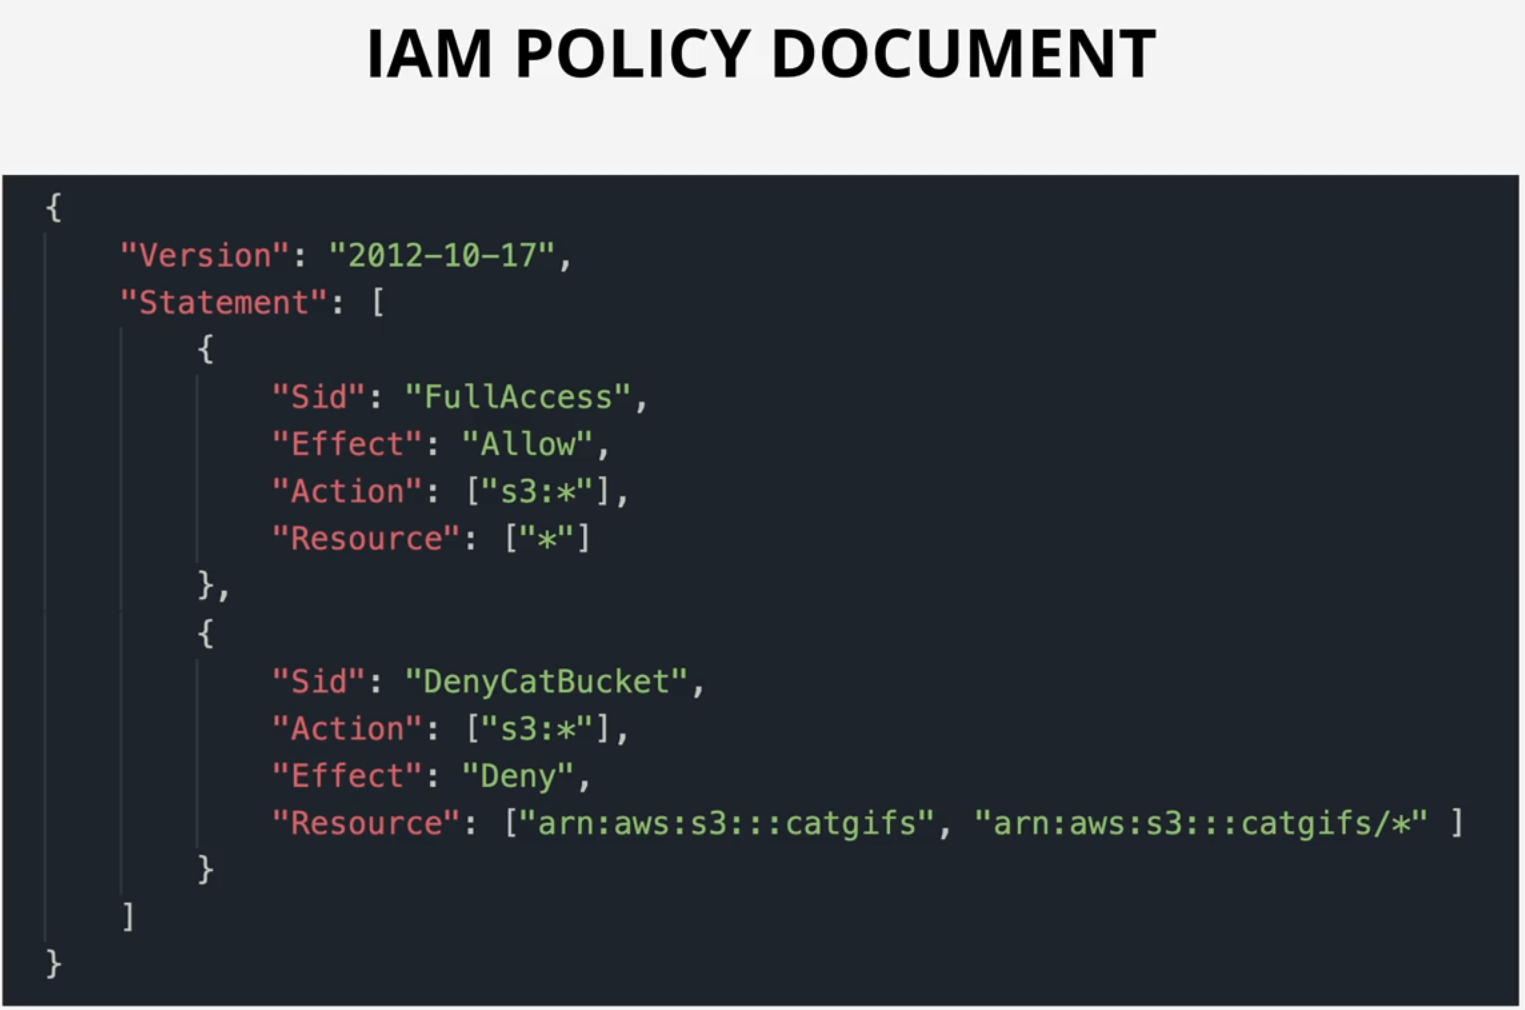 IAM POLICY DOCUMENT
{
"Version": "2012-10-17",
"Statement": [
{
"Sid": "FullAccess",
"Effect": "Allow",
"Action": ["s3:*"],
"Resource": ["*"]
},
{
"Sid": "DenyCatBucket",
"Action": ["s3:*"],
"Effect": "Deny",
"Resource": ["arn:aws:s3:::catgifs", "arn:aws:s3:::catgifs/*" ]
}
]
}